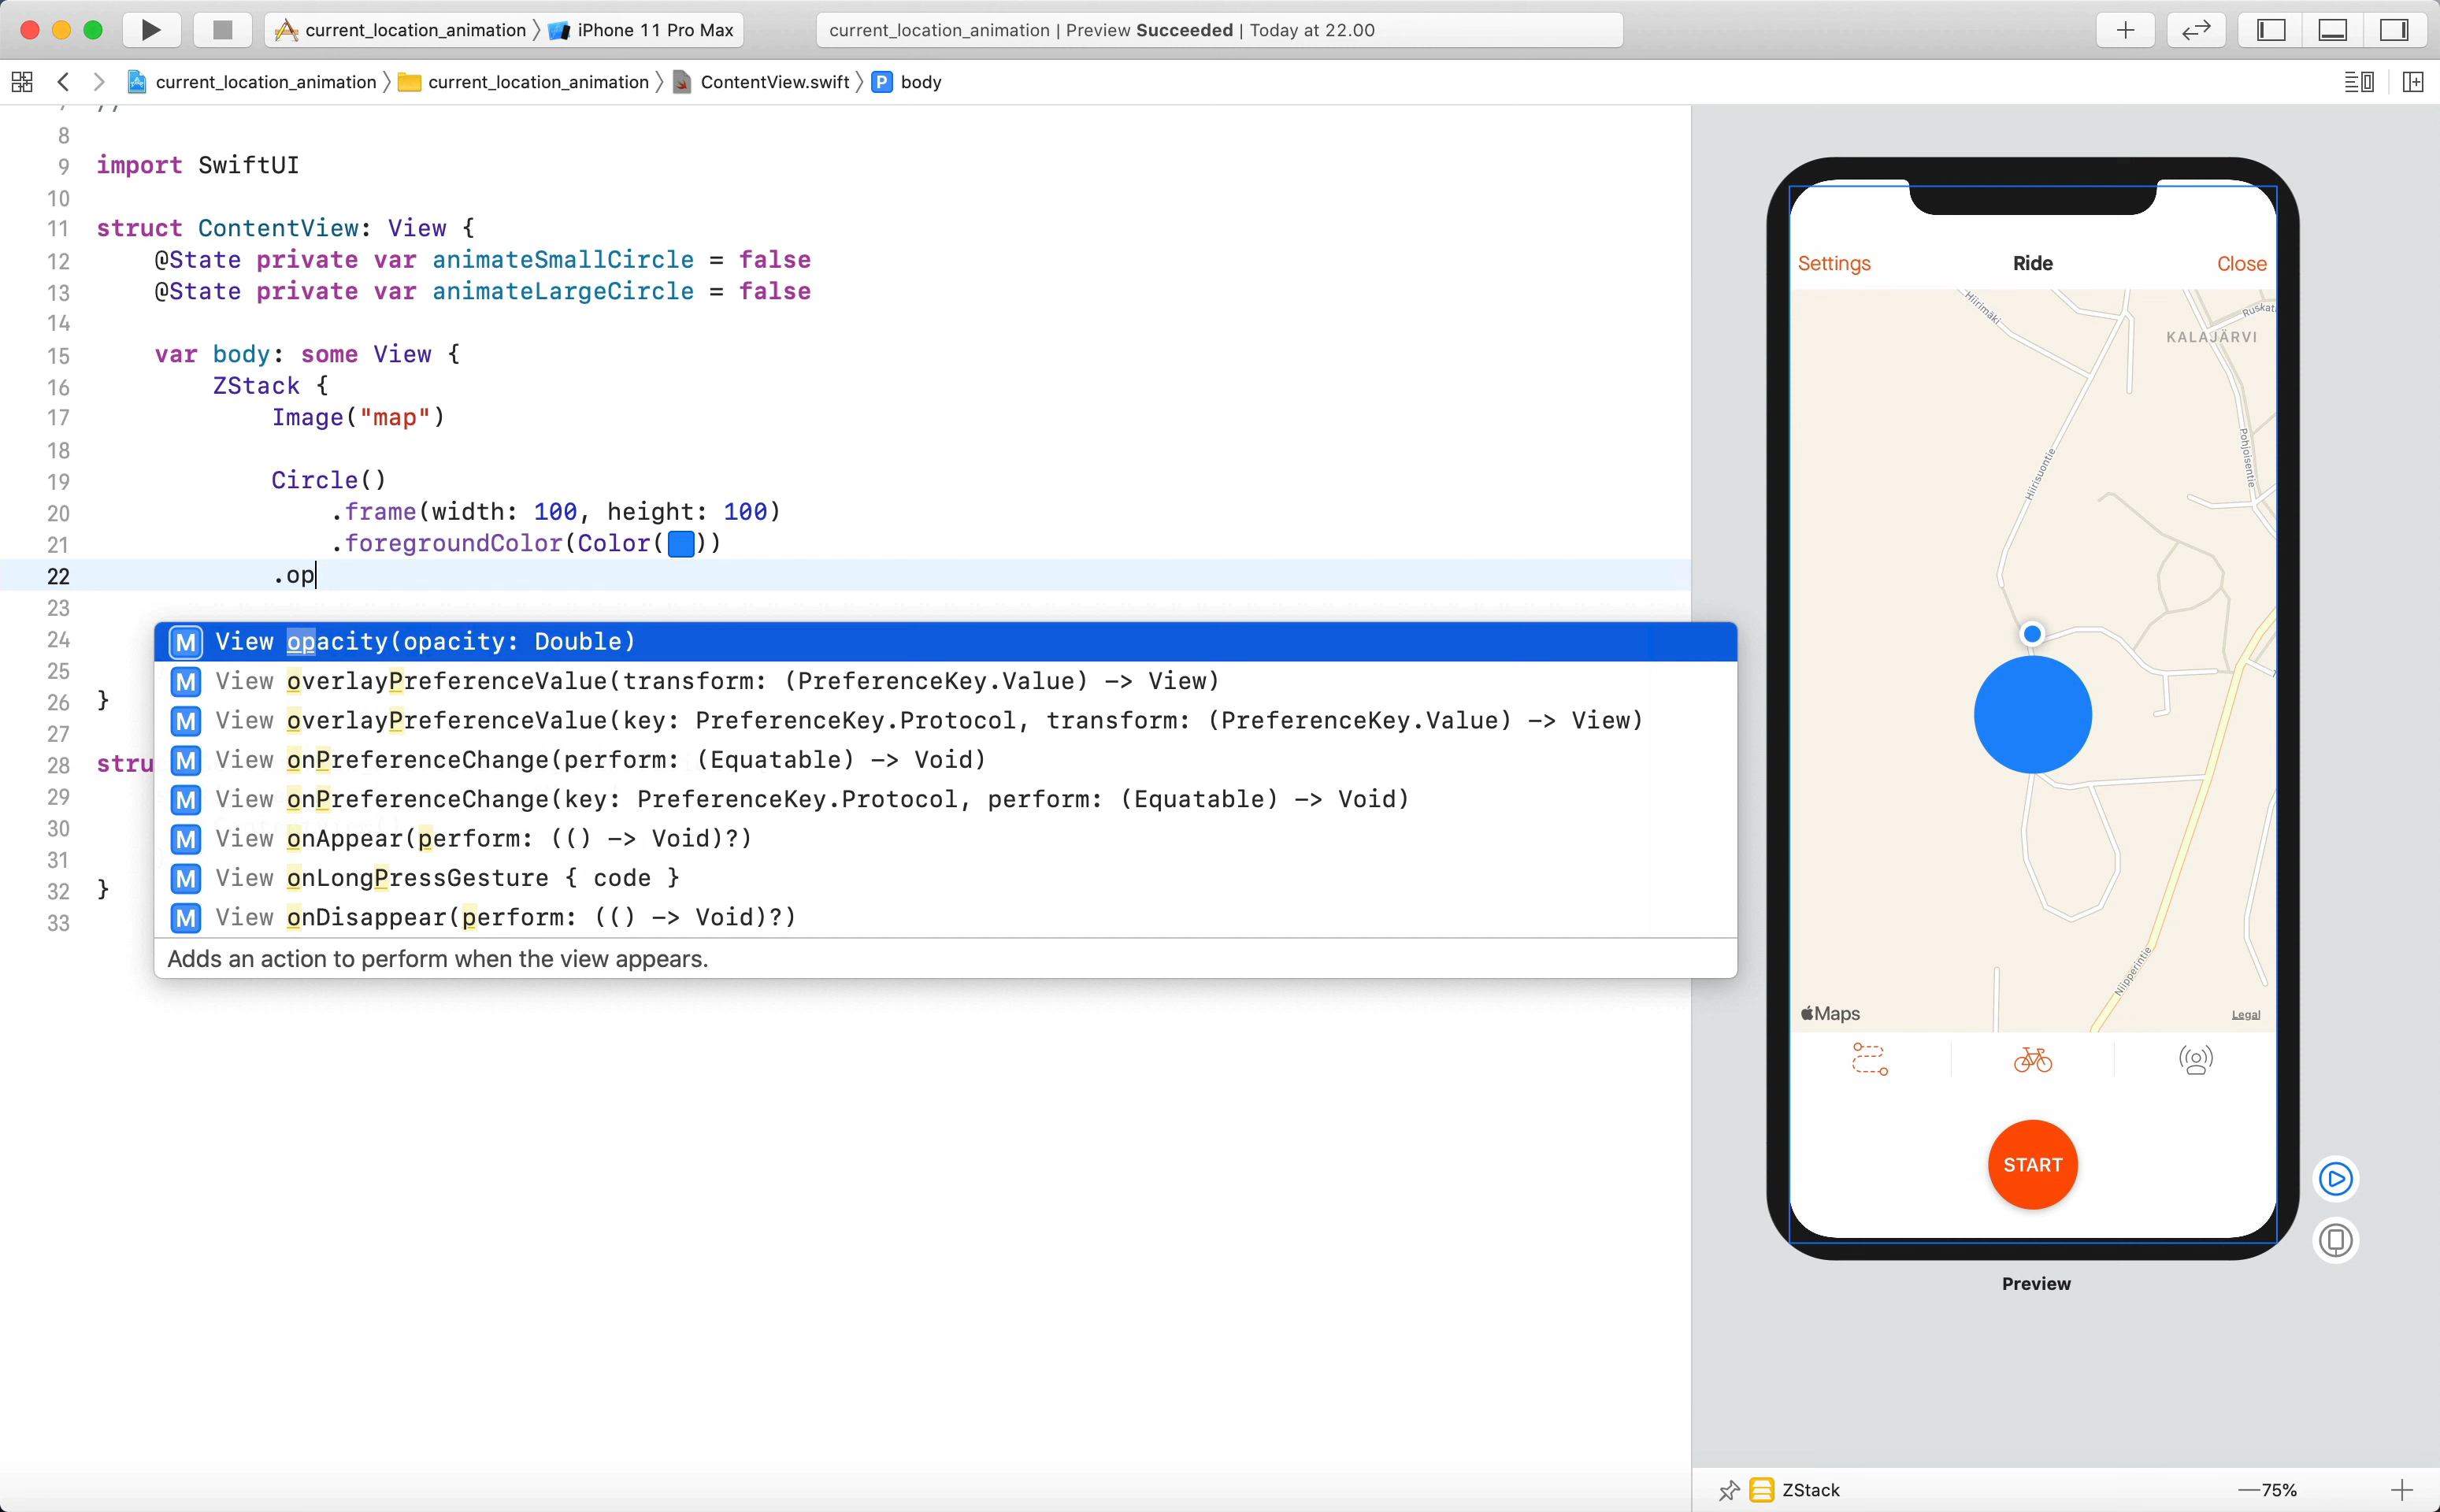 current_location_animation iPhone 11 Pro Max
current_location_animation | Preview Succeeded | Today at 22.00
current_location_animation current_location_animation ContentView.swift P body
8
9 import SwiftUI
10
11 struct ContentView: View {
12 @State private var animateSmallCircle = false
13 @State private var animateLargeCircle = false
14
15 var body: some View {
16 ZStack {
17 Image("map")
18
19 Circle()
20 .frame(width: 100, height: 100)
21 .foregroundColor(Color())
22 .op
23
24
25
26 }
27
28 stru
29
30
31
32 }
33
M View opacity(opacity: Double)
M View overlayPreferenceValue(transform: (PreferenceKey.Value) -> View)
M View overlayPreferenceValue(key: PreferenceKey.Protocol, transform: (PreferenceKey.Value) -> View)
M View onPreferenceChange(perform: (Equatable) -> Void)
M View onPreferenceChange(key: PreferenceKey.Protocol, perform: (Equatable) -> Void)
M View onAppear(perform: (() -> Void)?)
M View onLongPressGesture { code }
M View onDisappear(perform: (() -> Void)?)
Adds an action to perform when the view appears.
Settings Ride Close
Hiirimäki
Ruskat
KALAJÄRVI
Pohjoisentie
Hiirisuontie
Niipperintie
Maps
Legal
START
Preview
ZStack
75%